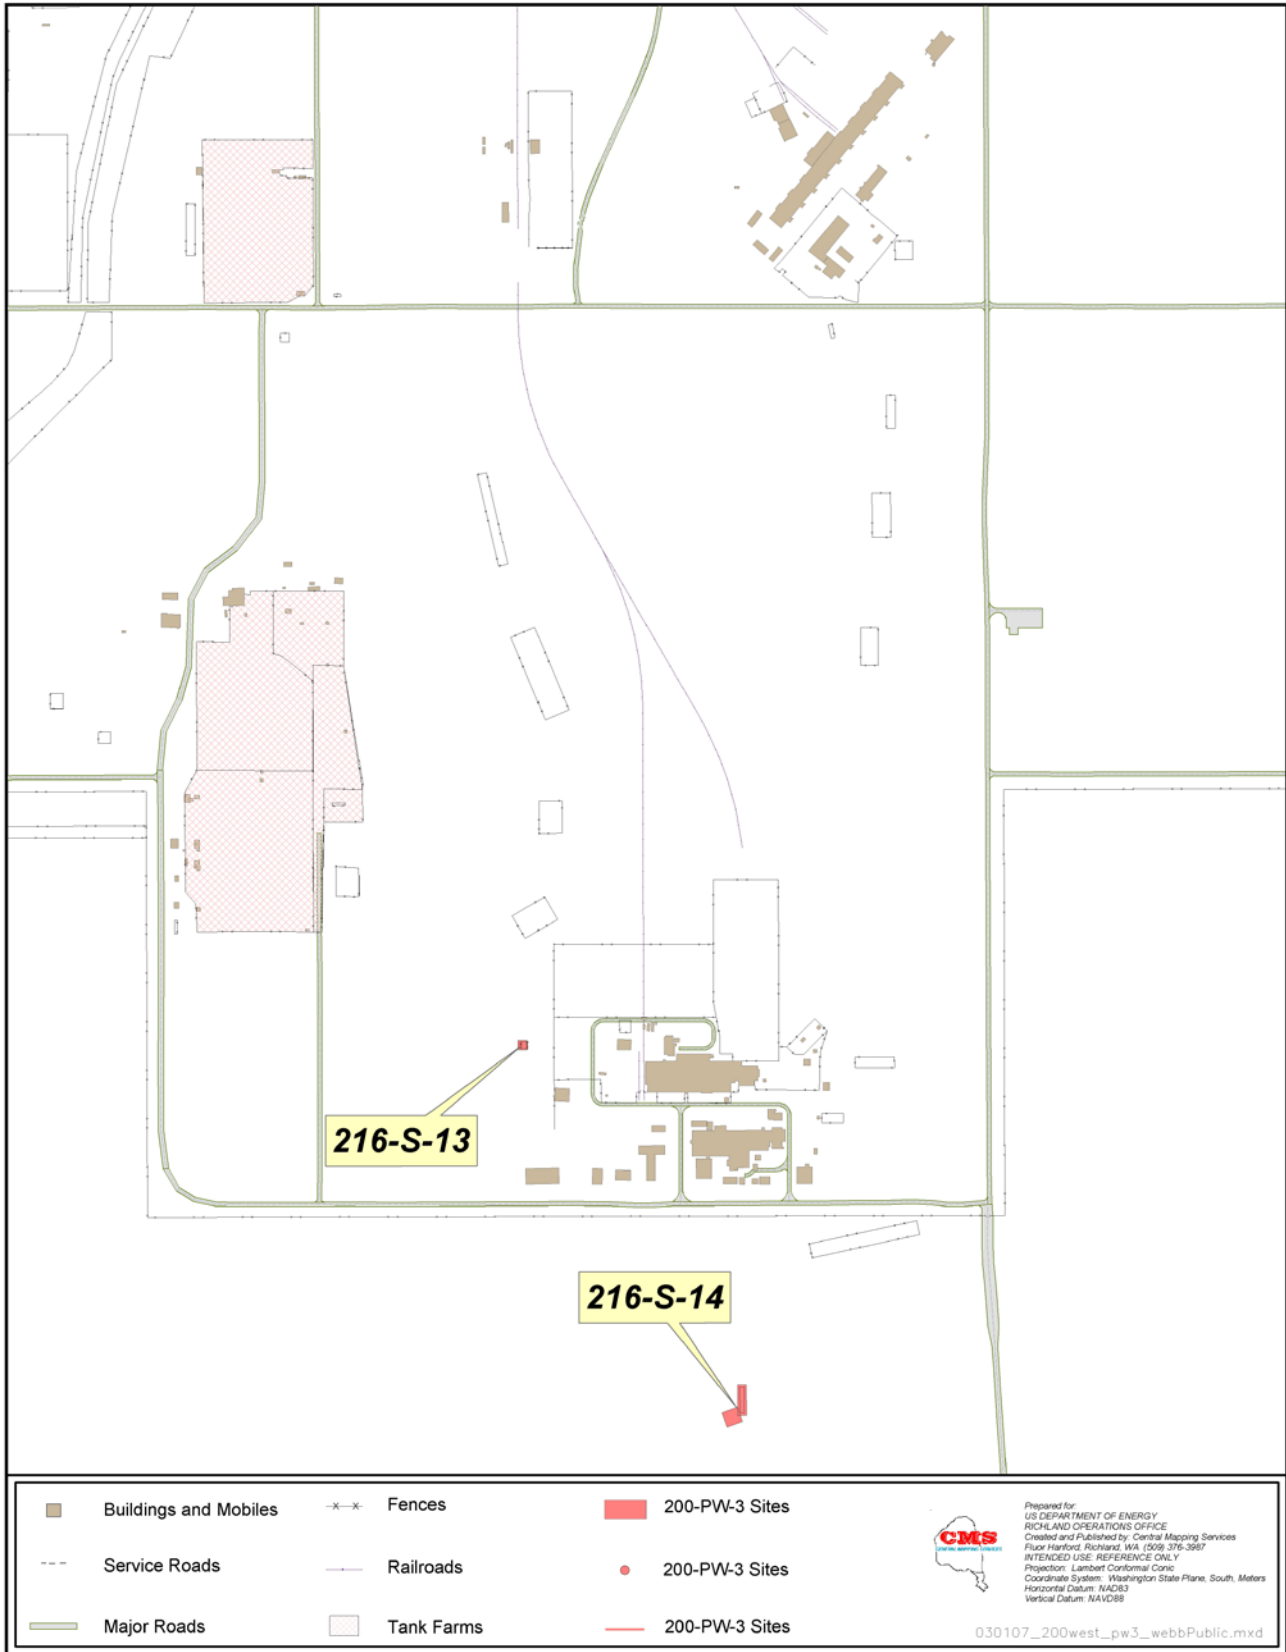 216-S-13
216-S-14
Buildings and Mobiles
Fences
200-PW-3 Sites
Service Roads
Railroads
200-PW-3 Sites
Major Roads
Tank Farms
200-PW-3 Sites
CMS
CENTRAL MAPPING SERVICES
Prepared for:
US DEPARTMENT OF ENERGY
RICHLAND OPERATIONS OFFICE
Created and Published by: Central Mapping Services
Fluor Hanford, Richland, WA (509) 376-3987
INTENDED USE: REFERENCE ONLY
Projection: Lambert Conformal Conic
Coordinate System: Washington State Plane, South, Meters
Horizontal Datum: NAD83
Vertical Datum: NAVD88
030107_200west_pw3_webbPublic.mxd